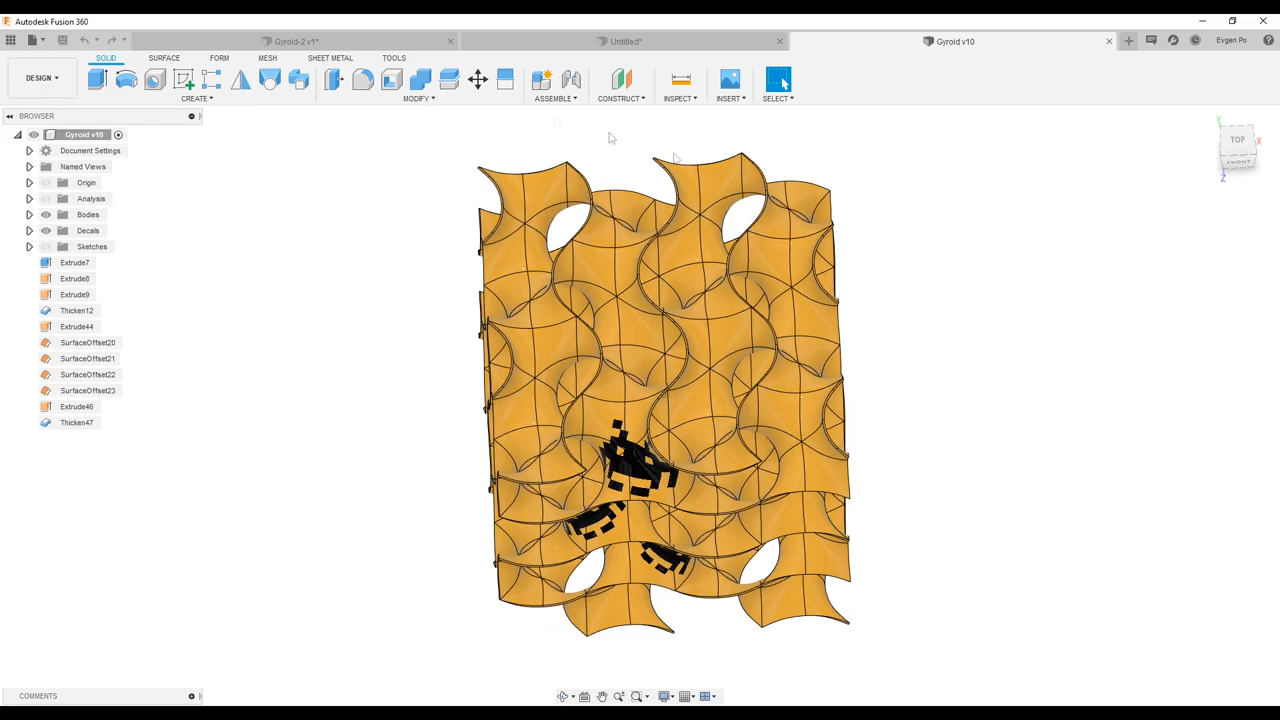 Autodesk Fusion 360
Gyroid-2 v1*
Untitled*
Gyroid v10
Evgen Po
SOLID SURFACE FORM MESH SHEET METAL TOOLS
DESIGN
CREATE MODIFY ASSEMBLE CONSTRUCT INSPECT INSERT SELECT
BROWSER
Gyroid v10
Document Settings
Named Views
Origin
Analysis
Bodies
Decals
Sketches
Extrude7
Extrude8
Extrude9
Thicken12
Extrude44
SurfaceOffset20
SurfaceOffset21
SurfaceOffset22
SurfaceOffset23
Extrude46
Thicken47
Y
TOP
X
FRONT
Z
COMMENTS